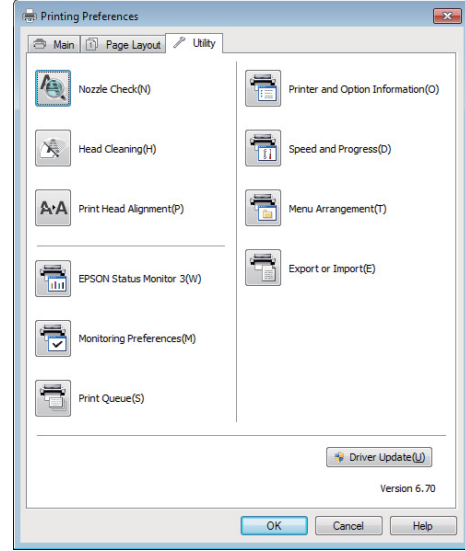 Printing Preferences
Main
Page Layout
Utility
Nozzle Check(N)
Head Cleaning(H)
A A
Print Head Alignment(P)
EPSON Status Monitor 3(W)
Monitoring Preferences(M)
Print Queue(S)
Printer and Option Information(O)
Speed and Progress(D)
Menu Arrangement(T)
Export or Import(E)
Driver Update(U)
Version 6.70
OK
Cancel
Help